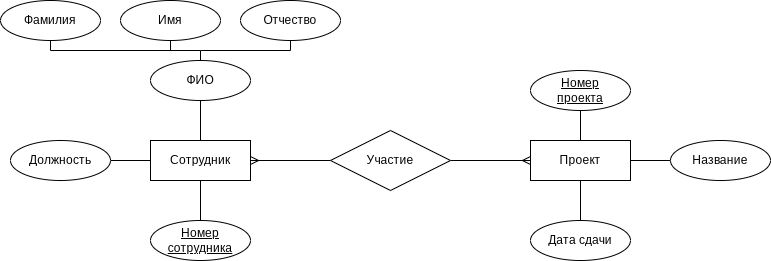 Фамилия
Имя
Отчество
ФИО
Номер
проекта
Должность
Сотрудник
Участие
Проект
Название
Номер
сотрудника
Дата сдачи